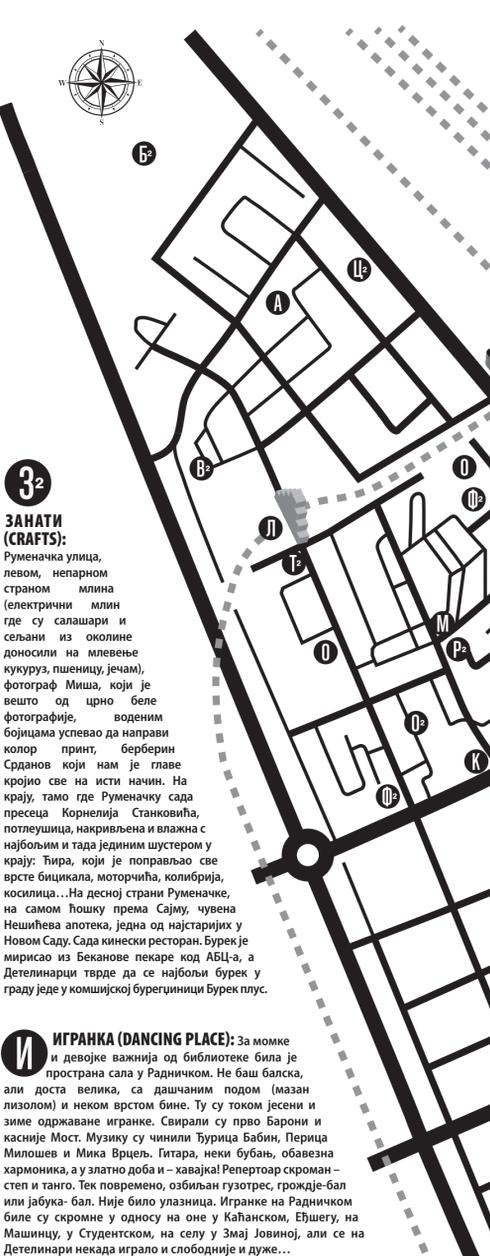 N
W E
S
Б2
Ц2
А
В2
О
Ф2
Л
Т2
М
О
Р2
О2
К
Ф2
З2
ЗАНАТИ
(CRAFTS):
Руменачка улица,
левом, непарном
страном млина
(електрични млин
где су салашари и
сељани из околине
доносили на млевење
кукуруз, пшеницу, јечам),
фотограф Миша, који је
вешто од црно беле
фотографије, воденим
бојицама успевао да направи
колор принт, берберин
Срданов који нам је главе
кројио све на исти начин. На
крају, тамо где Руменачку сада
пресеца Корнелија Станковића,
потлеушица, накривљена и влажна с
најбољим и тада јединим шустером у
крају: Ћира, који је поправљао све
врсте бицикала, моторчића, колибрија,
косилица...На десној страни Руменачке,
на самом ћошку према Сајму, чувена
Нешићева апотека, једна од најстаријих у
Новом Саду. Сада кинески ресторан. Бурек је
мирисао из Беканове пекаре код АБЦ-а, а
Детелинарци тврде да се најбољи бурек у
граду једе у комшијској бурегџиници Бурек плус.
И ИГРАНКА (DANCING PLACE): За момке
и девојке важнија од библиотеке била је
пространа сала у Радничком. Не баш балска,
али доста велика, са дашчаним подом (мазан
лизолом) и неком врстом бине. Ту су током јесени и
зиме одржаване игранке. Свирали су прво Барони и
касније Мост. Музику су чинили Ђурица Бабин, Перица
Милошев и Мика Врцељ. Гитара, неки бубањ, обавезна
хармоника, а у златно доба и – хавајка! Репертоар скроман –
степ и танго. Тек повремено, озбиљан гузотрес, грожђе-бал
или јабука- бал. Није било улазница. Игранке на Радничком
биле су скромне у односу на оне у Каћанском, Еђшегу, на
Машинцу, у Студентском, на селу у Змај Јовиној, али се на
Детелинари некада играло и слободније и дуже...